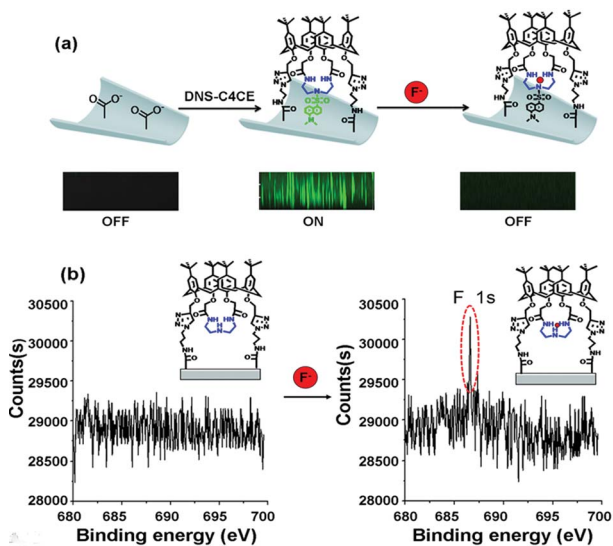 (a)
DNS-C4CE
F⁻
OFF
ON
OFF
(b)
F⁻
F 1s
Counts(s)
30500
30000
29500
29000
28500
28000
680
685
690
695
700
Binding energy (eV)
Counts(s)
30500
30000
29500
29000
28500
28000
680
685
690
695
700
Binding energy (eV)